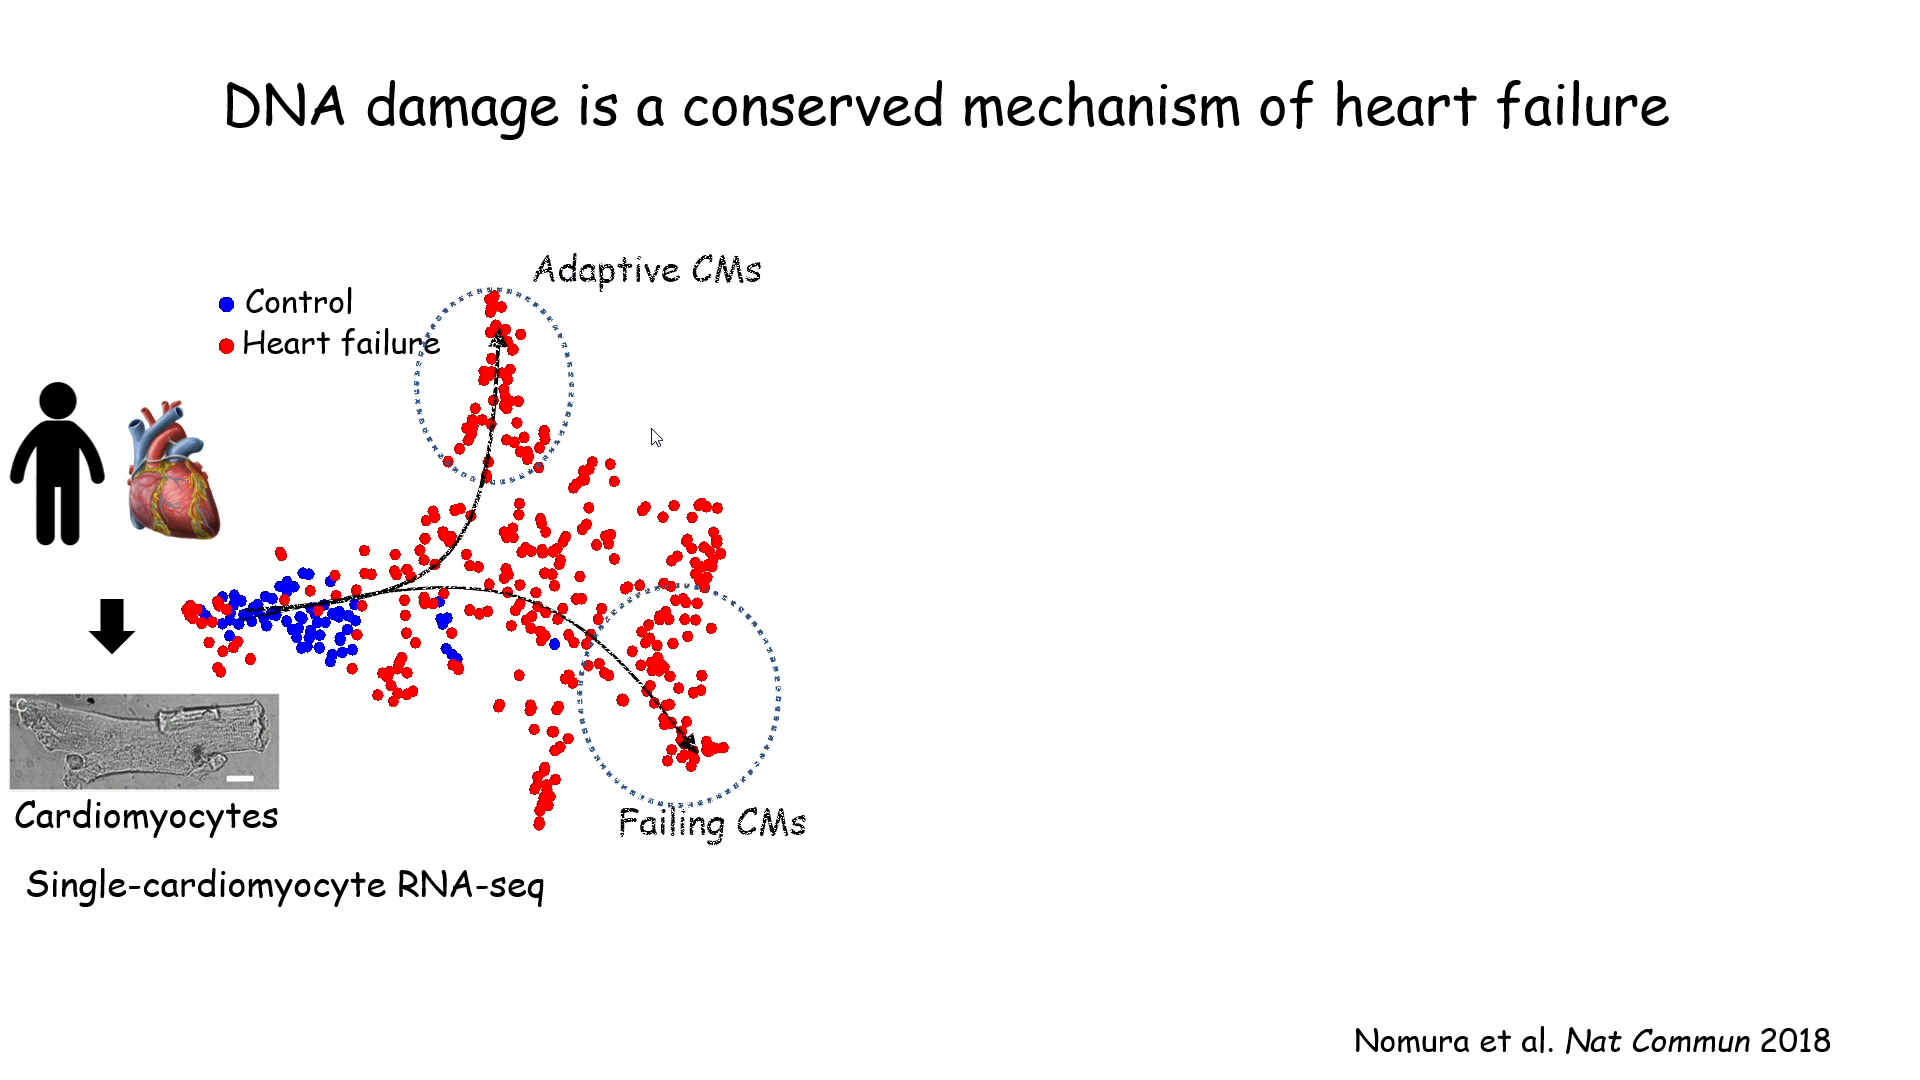 DNA damage is a conserved mechanism of heart failure
Adaptive CMs
Control
Heart failure
C
Cardiomyocytes
Failing CMs
Single-cardiomyocyte RNA-seq
Nomura et al. Nat Commun 2018